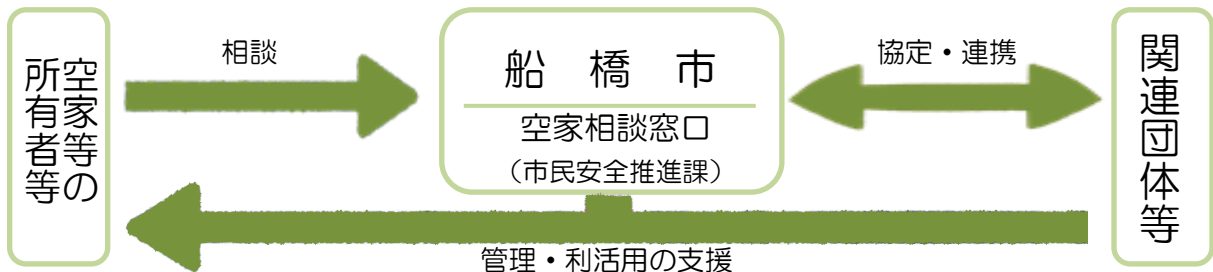 空家等の
所有者等
相談
船橋市
空家相談窓口
（市民安全推進課）
協定・連携
関連団体等
管理・利活用の支援